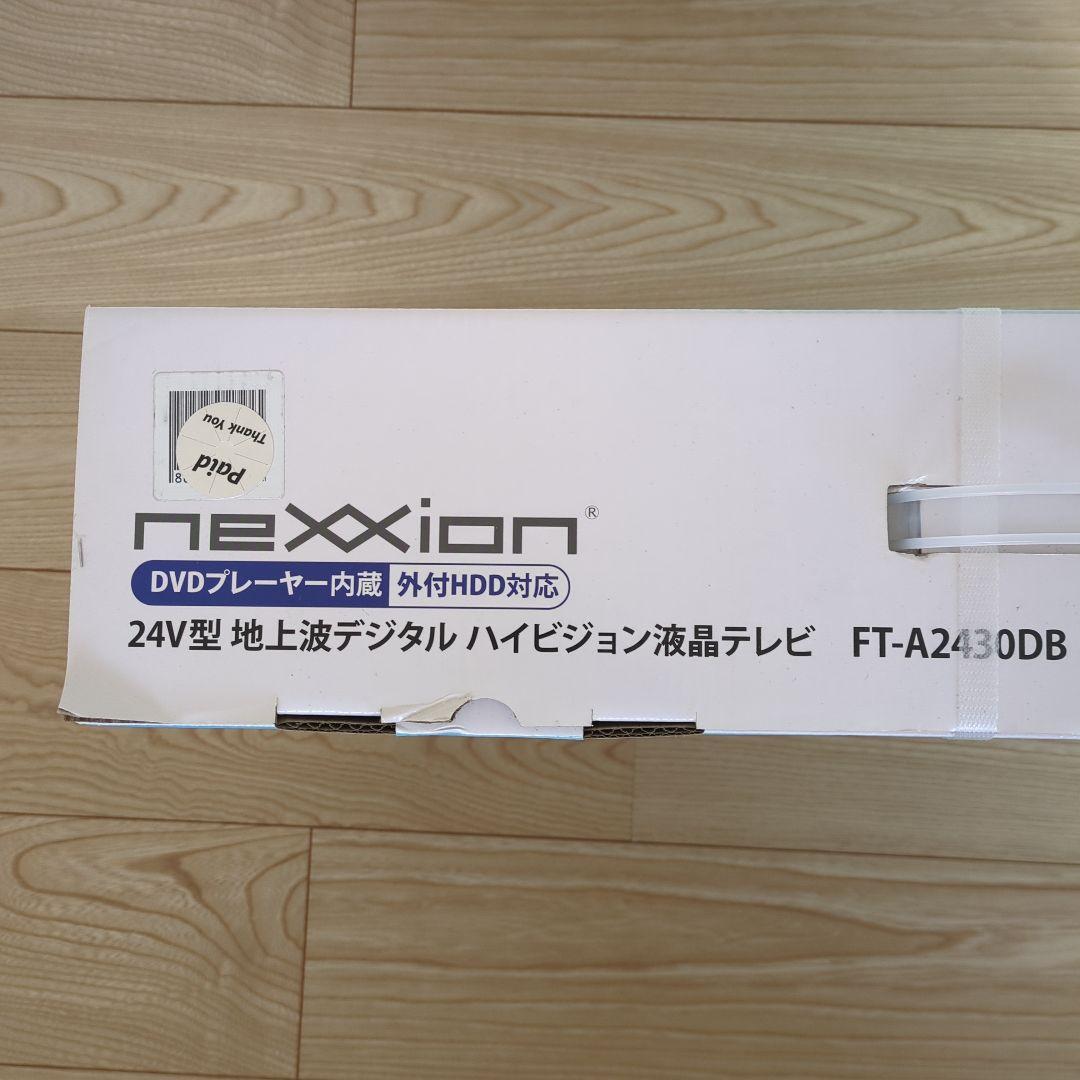 Thank You
Paid
nexxion®
DVDプレーヤー内蔵 外付HDD対応
24V型 地上波デジタル ハイビジョン液晶テレビ FT-A2430DB